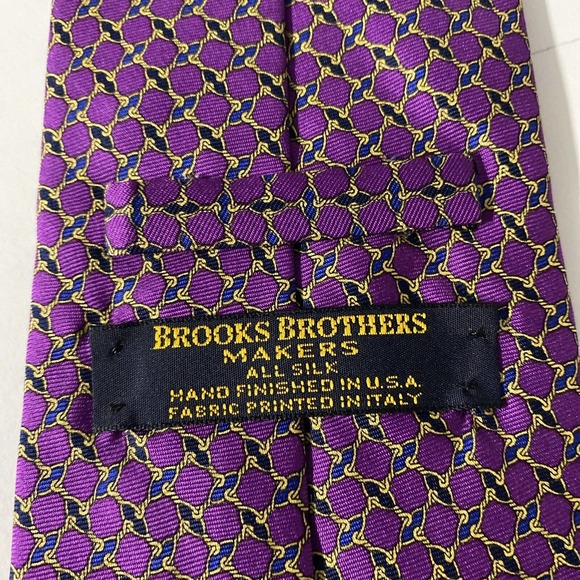 BROOKS BROTHERS
MAKERS
ALL SILK
HAND FINISHED IN U.S.A.
FABRIC PRINTED IN ITALY